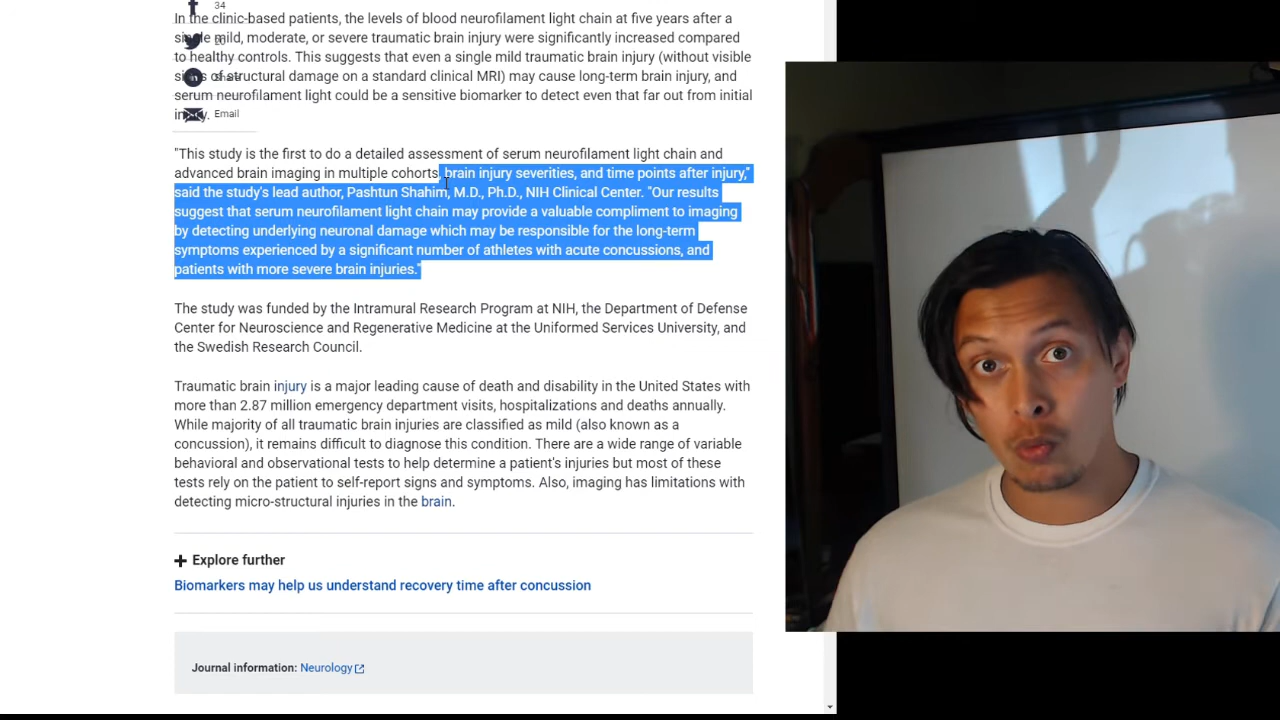 34
In the clinic-based patients, the levels of blood neurofilament light chain at five years after a
single mild, moderate, or severe traumatic brain injury were significantly increased compared
to healthy controls. This suggests that even a single mild traumatic brain injury (without visible
signs of structural damage on a standard clinical MRI) may cause long-term brain injury, and
serum neurofilament light could be a sensitive biomarker to detect even that far out from initial
injury.
Email
"This study is the first to do a detailed assessment of serum neurofilament light chain and
advanced brain imaging in multiple cohorts, brain injury severities, and time points after injury,"
said the study's lead author, Pashtun Shahim, M.D., Ph.D., NIH Clinical Center. "Our results
suggest that serum neurofilament light chain may provide a valuable compliment to imaging
by detecting underlying neuronal damage which may be responsible for the long-term
symptoms experienced by a significant number of athletes with acute concussions, and
patients with more severe brain injuries."
The study was funded by the Intramural Research Program at NIH, the Department of Defense
Center for Neuroscience and Regenerative Medicine at the Uniformed Services University, and
the Swedish Research Council.
Traumatic brain injury is a major leading cause of death and disability in the United States with
more than 2.87 million emergency department visits, hospitalizations and deaths annually.
While majority of all traumatic brain injuries are classified as mild (also known as a
concussion), it remains difficult to diagnose this condition. There are a wide range of variable
behavioral and observational tests to help determine a patient's injuries but most of these
tests rely on the patient to self-report signs and symptoms. Also, imaging has limitations with
detecting micro-structural injuries in the brain.
Explore further
Biomarkers may help us understand recovery time after concussion
Journal information: Neurology